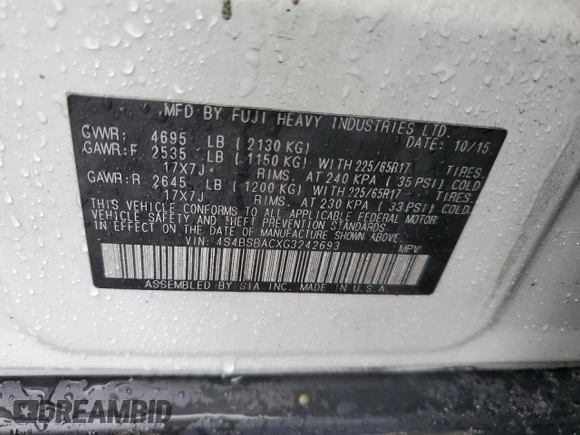 MFD BY FUJI HEAVY INDUSTRIES LTD.
GVWR: 4695 LB (2130 KG) DATE: 10/15
GAWR:F 2535 LB (1150 KG) WITH 225/65R17 TIRES.
17X7J RIMS. AT 240 KPA (35 PSI) COLD
GAWR:R 2645 LB (1200 KG) WITH 225/65R17 TIRES
17X7J RIMS. AT 230 KPA (33 PSI) COLD
THIS VEHICLE CONFORMS TO ALL APPLICABLE FEDERAL MOTOR
VEHICLE SAFETY AND THEFT PREVENTION STANDARDS
IN EFFECT ON THE DATE OF MANUFACTURE SHOWN ABOVE.
VIN: 4S4BSBACXG3242693 MPV
ASSEMBLED BY SIA INC. MADE IN U.S.A.
DREAMBID